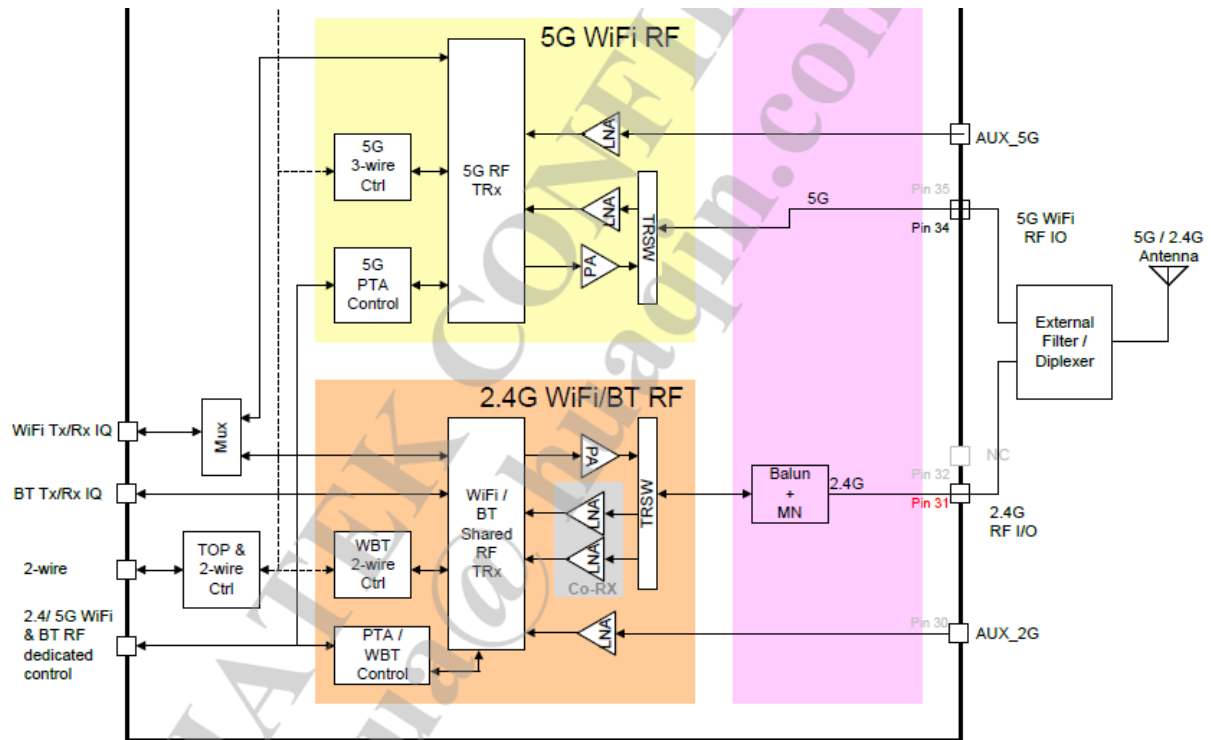 5G WiFi RF
LNA
AUX_5G
5G
3-wire
Ctrl
5G RF
TRx
Pin 35
5G
LNA
TRSW
Pin 34
5G WiFi
RF IO
5G / 2.4G
Antenna
5G
PTA
Control
PA
External
Filter /
Diplexer
2.4G WiFi/BT RF
WiFi Tx/Rx IQ
Mux
PA
NC
BT Tx/Rx IQ
WiFi /
BT
Shared
RF
TRx
LNA
TRSW
Balun
+
MN
2.4G
Pin 32
Pin 31
2.4G
RF I/O
2-wire
TOP &
2-wire
Ctrl
WBT
2-wire
Ctrl
LNA
Co-RX
2.4/ 5G WiFi
& BT RF
dedicated
control
PTA /
WBT
Control
LNA
Pin 30
AUX_2G